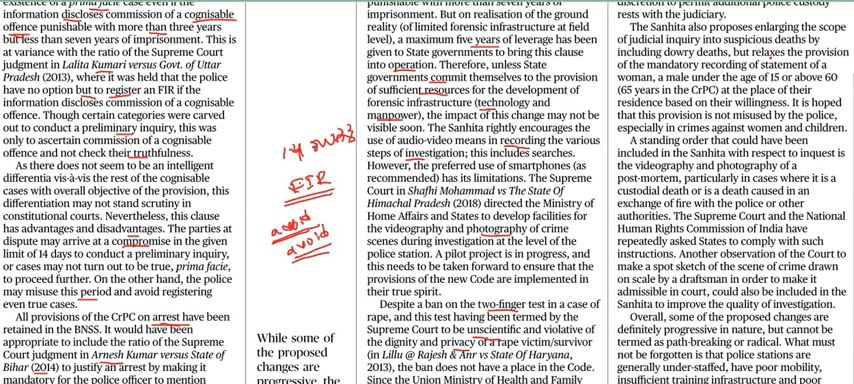 existence of a prima facie case even if the
information discloses commission of a cognisable
offence punishable with more than three years
but less than seven years of imprisonment. This is
at variance with the ratio of the Supreme Court
judgment in Lalita Kumari versus Govt. of Uttar
Pradesh (2013), where it was held that the police
have no option but to register an FIR if the
information discloses commission of a cognisable
offence. Though certain categories were carved
out to conduct a preliminary inquiry, this was
only to ascertain commission of a cognisable
offence and not check their truthfulness.
As there does not seem to be an intelligent
differentia vis-à-vis the rest of the cognisable
cases with overall objective of the provision, this
differentiation may not stand scrutiny in
constitutional courts. Nevertheless, this clause
has advantages and disadvantages. The parties at
dispute may arrive at a compromise in the given
limit of 14 days to conduct a preliminary inquiry,
or cases may not turn out to be true, prima facie,
to proceed further. On the other hand, the police
may misuse this period and avoid registering
even true cases.
All provisions of the CrPC on arrest have been
retained in the BNSS. It would have been
appropriate to include the ratio of the Supreme
Court judgment in Arnesh Kumar versus State of
Bihar (2014) to justify an arrest by making it
mandatory for the police officer to mention
14
FIR
avoid
avoid
While some of
the proposed
changes are
progressive, the
punishable with more than seven years of
imprisonment. But on realisation of the ground
reality (of limited forensic infrastructure at field
level), a maximum five years of leverage has been
given to State governments to bring this clause
into operation. Therefore, unless State
governments commit themselves to the provision
of sufficient resources for the development of
forensic infrastructure (technology and
manpower), the impact of this change may not be
visible soon. The Sanhita rightly encourages the
use of audio-video means in recording the various
steps of investigation; this includes searches.
However, the preferred use of smartphones (as
recommended) has its limitations. The Supreme
Court in Shafhi Mohammad vs The State Of
Himachal Pradesh (2018) directed the Ministry of
Home Affairs and States to develop facilities for
the videography and photography of crime
scenes during investigation at the level of the
police station. A pilot project is in progress, and
this needs to be taken forward to ensure that the
provisions of the new Code are implemented in
their true spirit.
Despite a ban on the two-finger test in a case of
rape, and this test having been termed by the
Supreme Court to be unscientific and violative of
the dignity and privacy of a rape victim/survivor
(in Lillu @ Rajesh & Anr vs State Of Haryana,
2013), the ban does not have a place in the Code.
Since the Union Ministry of Health and Family
discretion to permit additional police custody
rests with the judiciary.
The Sanhita also proposes enlarging the scope
of judicial inquiry into suspicious deaths by
including dowry deaths, but relaxes the provision
of the mandatory recording of statement of a
woman, a male under the age of 15 or above 60
(65 years in the CrPC) at the place of their
residence based on their willingness. It is hoped
that this provision is not misused by the police,
especially in crimes against women and children.
A standing order that could have been
included in the Sanhita with respect to inquest is
the videography and photography of a
post-mortem, particularly in cases where it is a
custodial death or is a death caused in an
exchange of fire with the police or other
authorities. The Supreme Court and the National
Human Rights Commission of India have
repeatedly asked States to comply with such
instructions. Another observation of the Court to
make a spot sketch of the scene of crime drawn
on scale by a draftsman in order to make it
admissible in court, could also be included in the
Sanhita to improve the quality of investigation.
Overall, some of the proposed changes are
definitely progressive in nature, but cannot be
termed as path-breaking or radical. What must
not be forgotten is that police stations are
generally under-staffed, have poor mobility,
insufficient training infrastructure and poor